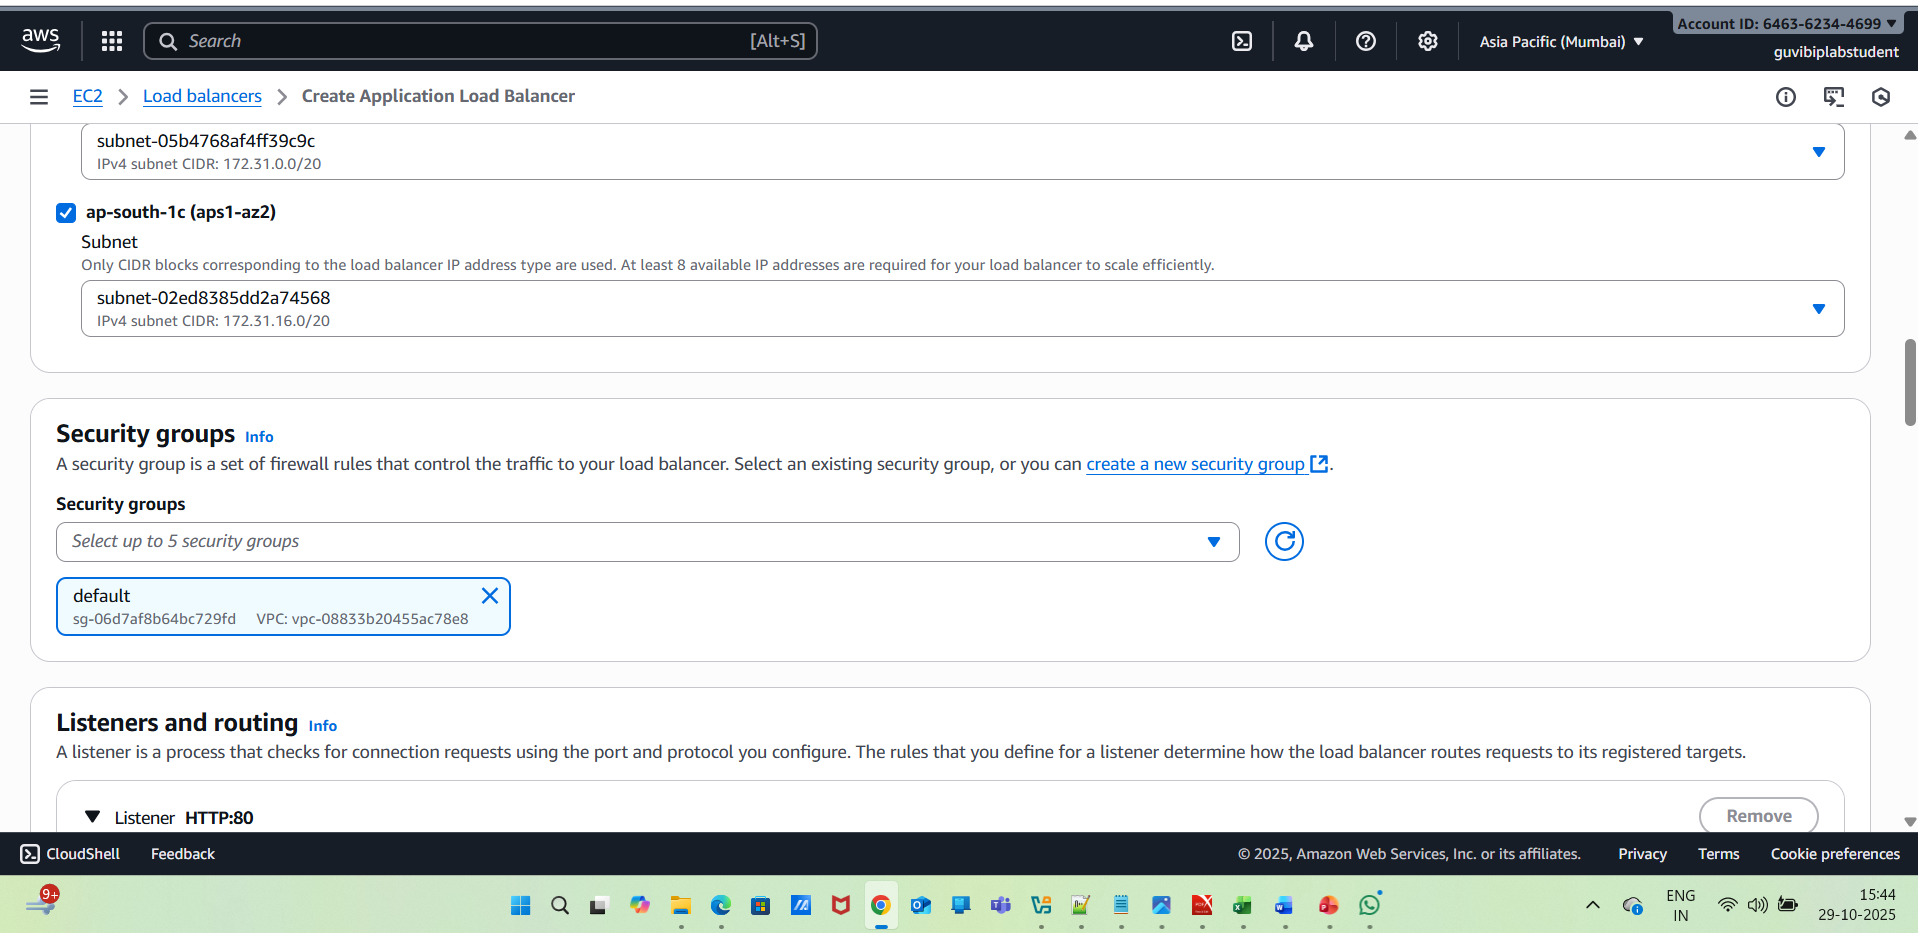 aws
Search
[Alt+S]
Asia Pacific (Mumbai)
Account ID: 6463-6234-4699
guvibiplabstudent
EC2
Load balancers
Create Application Load Balancer
subnet-05b4768af4ff39c9c
IPv4 subnet CIDR: 172.31.0.0/20
ap-south-1c (aps1-az2)
Subnet
Only CIDR blocks corresponding to the load balancer IP address type are used. At least 8 available IP addresses are required for your load balancer to scale efficiently.
subnet-02ed8385dd2a74568
IPv4 subnet CIDR: 172.31.16.0/20
Security groups Info
A security group is a set of firewall rules that control the traffic to your load balancer. Select an existing security group, or you can create a new security group.
Security groups
Select up to 5 security groups
default
sg-06d7af8b64bc729fd VPC: vpc-08833b20455ac78e8
Listeners and routing Info
A listener is a process that checks for connection requests using the port and protocol you configure. The rules that you define for a listener determine how the load balancer routes requests to its registered targets.
Listener HTTP:80
Remove
CloudShell
Feedback
© 2025, Amazon Web Services, Inc. or its affiliates.
Privacy
Terms
Cookie preferences
9+
ENG
IN
15:44
29-10-2025